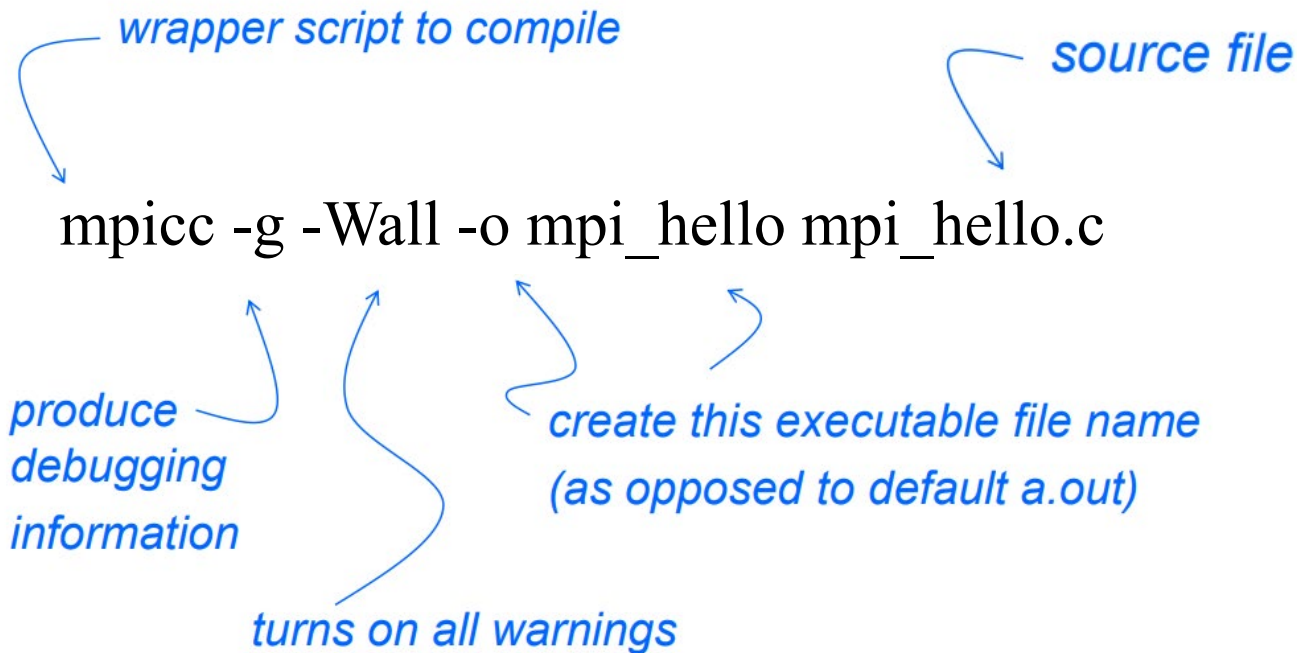 wrapper script to compile
source file
mpicc -g -Wall -o mpi_hello mpi_hello.c
produce
debugging
information
create this executable file name
(as opposed to default a.out)
turns on all warnings